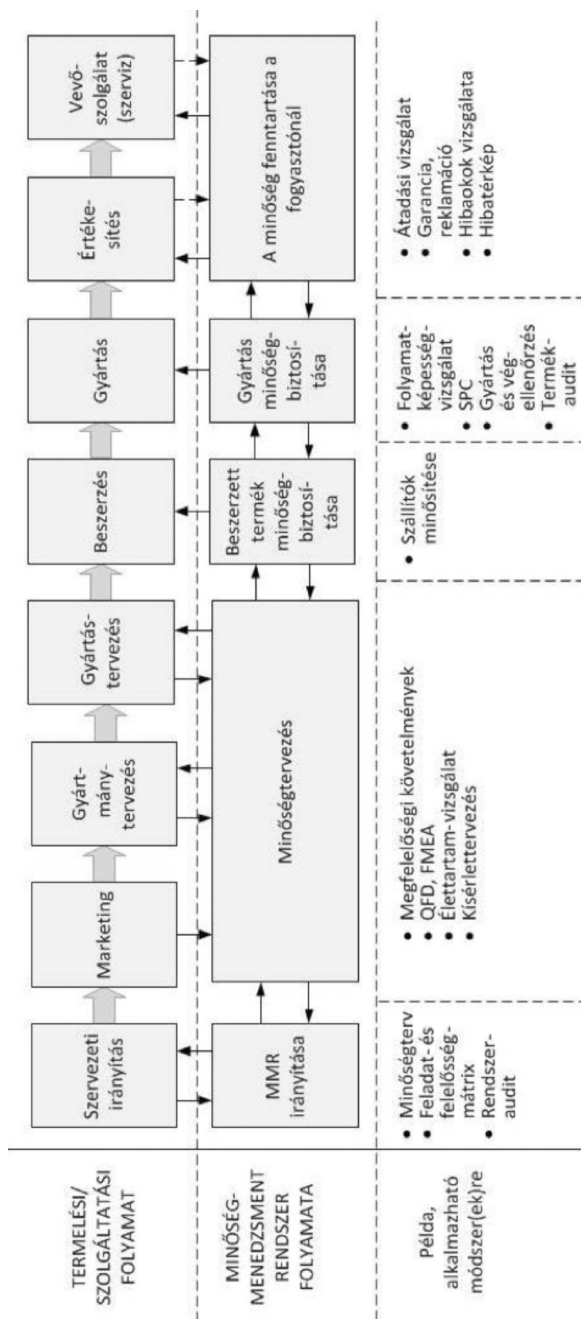 TERMELÉSI/
SZOLGÁLTATÁSI
FOLYAMAT
Szervezeti
irányítás
Marketing
Gyárt-
mány-
tervezés
Gyártás-
tervezés
Beszerzés
Gyártás
Értéke-
sítés
Vevő-
szolgálat
(szerviz)
MINŐSÉG-
MENEDZSMENT
RENDSZER
FOLYAMATA
MMR
irányítása
Minőségtervezés
Beszerzett
termék
minőség-
biztosí-
tása
Gyártás
minőség-
biztosí-
tása
A minőség fenntartása a
fogyasztónál
Példa,
alkalmazható
módszer(ek)re
• Minőségterv
• Feladat- és
felelősség-
mátrix
• Rendszer-
audit
• Megfelelőségi követelmények
• QFD, FMEA
• Élettartam-vizsgálat
• Kísérlettervezés
• Szállítók
minősítése
• Folyamat-
képesség-
vizsgálat
• SPC
• Gyártás
és vég-
ellenőrzés
• Termék-
audit
• Átadási vizsgálat
• Garancia,
reklamáció
• Hibaokok vizsgálata
• Hibatérkép